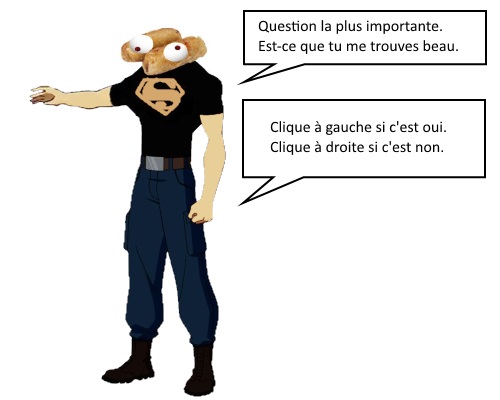 Question la plus importante.
Est-ce que tu me trouves beau.
Clique à gauche si c'est oui.
Clique à droite si c'est non.